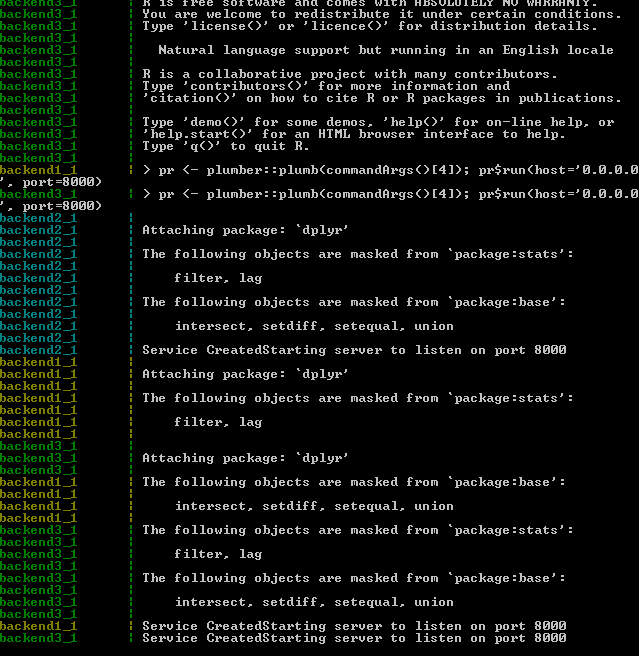 backend3_1 | R is free software and comes with ABSOLUTELY NO WARRANTY.
backend3_1 | You are welcome to redistribute it under certain conditions.
backend3_1 | Type 'license()' or 'licence()' for distribution details.
backend3_1 |
backend3_1 | Natural language support but running in an English locale
backend3_1 |
backend3_1 | R is a collaborative project with many contributors.
backend3_1 | Type 'contributors()' for more information and
backend3_1 | 'citation()' on how to cite R or R packages in publications.
backend3_1 |
backend3_1 | Type 'demo()' for some demos, 'help()' for on-line help, or
backend3_1 | 'help.start()' for an HTML browser interface to help.
backend3_1 | Type 'q()' to quit R.
backend3_1 |
backend1_1 | > pr <- plumber::plumb(commandArgs()[4]); pr$run(host='0.0.0.0
', port=8000)
backend3_1 | > pr <- plumber::plumb(commandArgs()[4]); pr$run(host='0.0.0.0
', port=8000)
backend2_1 |
backend2_1 | Attaching package: `dplyr'
backend2_1 |
backend2_1 | The following objects are masked from `package:stats':
backend2_1 |
backend2_1 | filter, lag
backend2_1 |
backend2_1 | The following objects are masked from `package:base':
backend2_1 |
backend2_1 | intersect, setdiff, setequal, union
backend2_1 |
backend2_1 | Service CreatedStarting server to listen on port 8000
backend1_1 |
backend1_1 | Attaching package: `dplyr'
backend1_1 |
backend1_1 | The following objects are masked from `package:stats':
backend1_1 |
backend1_1 | filter, lag
backend1_1 |
backend3_1 |
backend3_1 | Attaching package: `dplyr'
backend3_1 |
backend1_1 | The following objects are masked from `package:base':
backend1_1 |
backend1_1 | intersect, setdiff, setequal, union
backend1_1 |
backend3_1 | The following objects are masked from `package:stats':
backend3_1 |
backend3_1 | filter, lag
backend3_1 |
backend3_1 | The following objects are masked from `package:base':
backend3_1 |
backend3_1 | intersect, setdiff, setequal, union
backend3_1 |
backend1_1 | Service CreatedStarting server to listen on port 8000
backend3_1 | Service CreatedStarting server to listen on port 8000